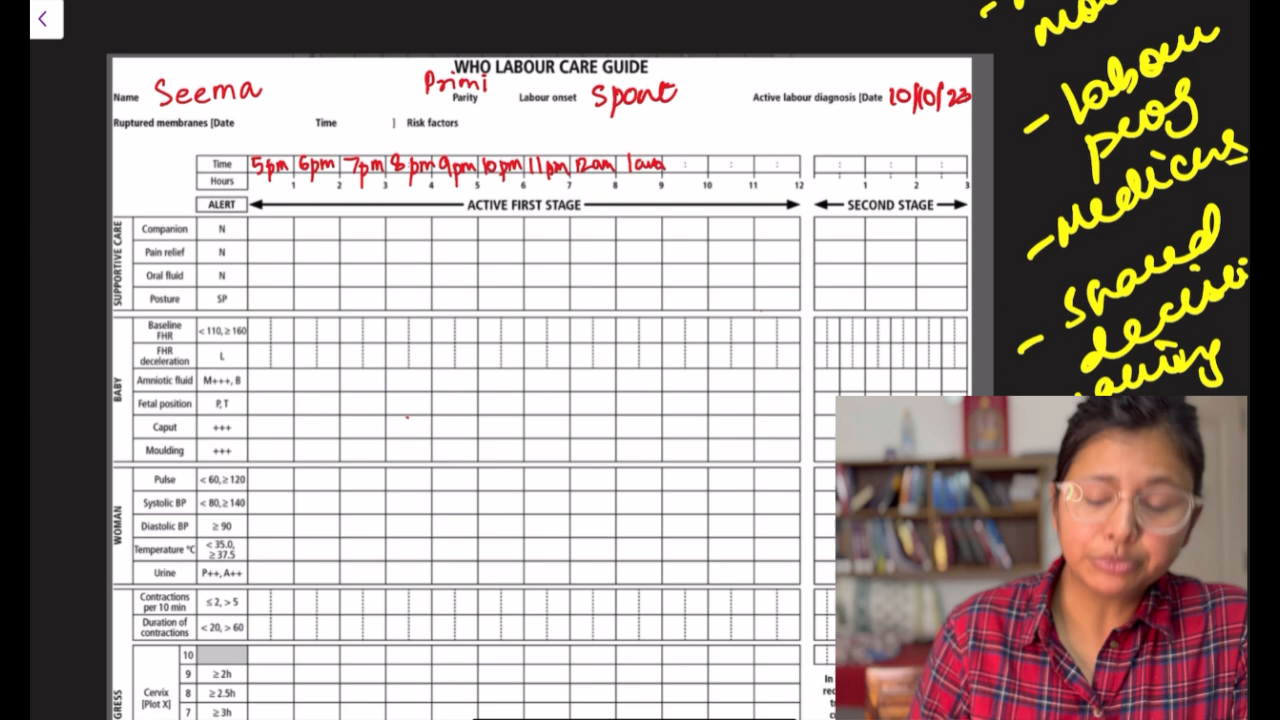 WHO LABOUR CARE GUIDE
Name Seema Primi Parity Labour onset Spont Active labour diagnosis [Date 10/10/23
Ruptured membranes [Date Time ] Risk factors
Time 5pm 6pm 7pm 8pm 9pm 10pm 11pm 12am 1am : : : : : :
Hours 1 2 3 4 5 6 7 8 9 10 11 12 1 2 3
ALERT ACTIVE FIRST STAGE SECOND STAGE
SUPPORTIVE CARE
Companion N
Pain relief N
Oral fluid N
Posture SP
BABY
Baseline FHR < 110, ≥ 160
FHR deceleration L
Amniotic fluid M+++, B
Fetal position P, T
Caput +++
Moulding +++
WOMAN
Pulse < 60, ≥ 120
Systolic BP < 80, ≥ 140
Diastolic BP ≥ 90
Temperature °C < 35.0, ≥ 37.5
Urine P++, A++
Contractions per 10 min ≤ 2, > 5
Duration of contractions < 20, > 60
Cervix [Plot X]
10
9 ≥ 2h
8 ≥ 2.5h
7 ≥ 3h
In
- Labour
prog
- Medicines
- Shared
decision